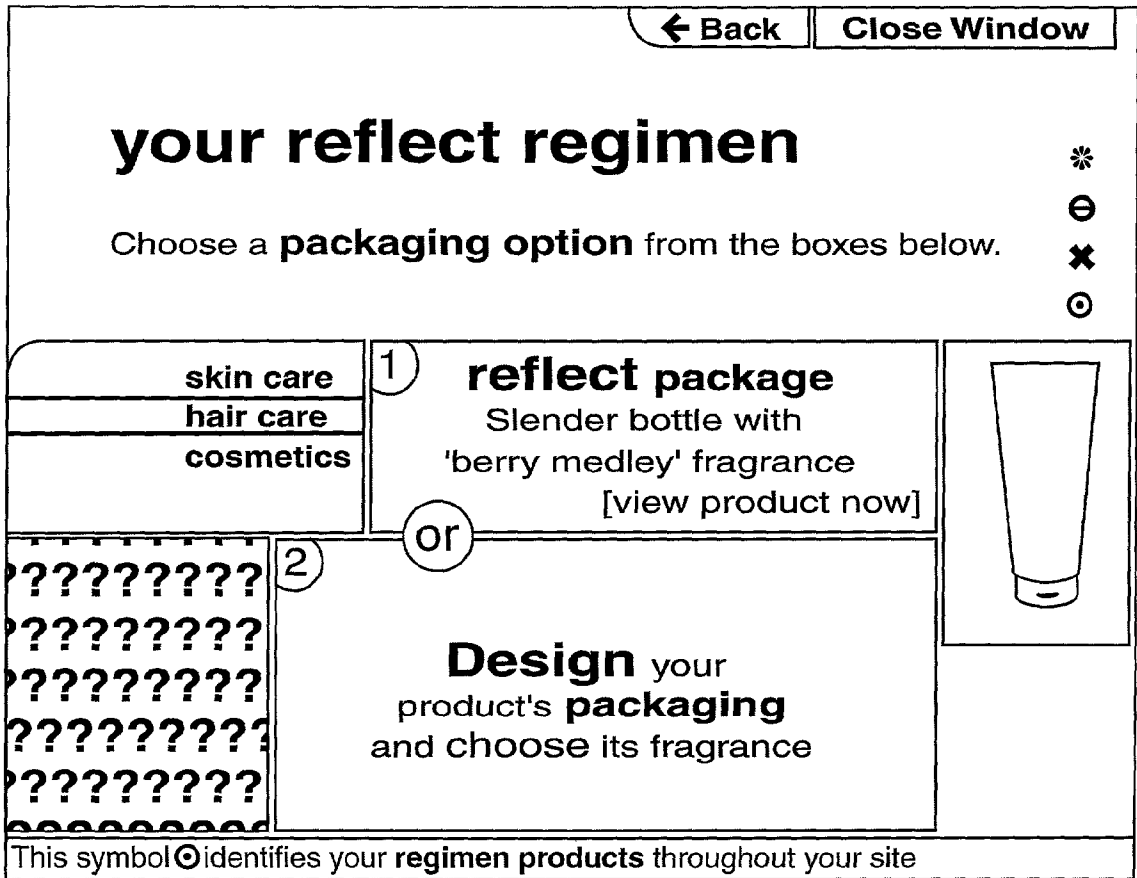 ← Back
Close Window
your reflect regimen
Choose a packaging option from the boxes below.
skin care
hair care
cosmetics
1
reflect package
Slender bottle with
'berry medley' fragrance
[view product now]
or
2
Design your
product's packaging
and choose its fragrance
?????????
?????????
?????????
?????????
?????????
This symbol⊙identifies your regimen products throughout your site